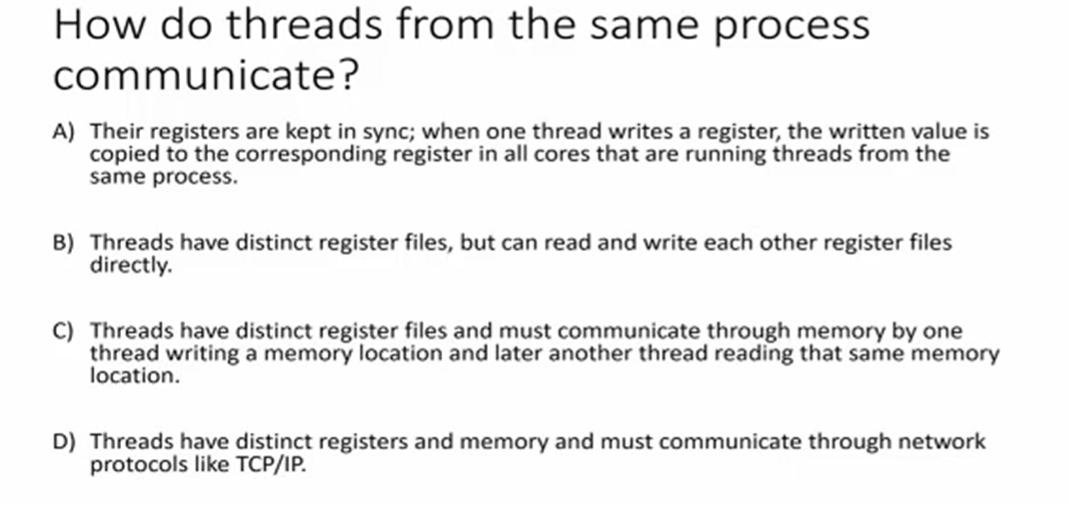 How do threads from the same process
communicate?
A) Their registers are kept in sync; when one thread writes a register, the written value is
copied to the corresponding register in all cores that are running threads from the
same process.
B) Threads have distinct register files, but can read and write each other register files
directly.
C) Threads have distinct register files and must communicate through memory by one
thread writing a memory location and later another thread reading that same memory
location.
D) Threads have distinct registers and memory and must communicate through network
protocols like TCP/IP.